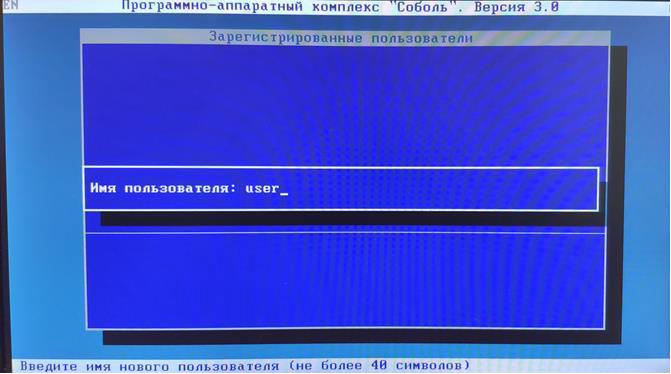 EN
Программно-аппаратный комплекс "Соболь". Версия 3.0
Зарегистрированные пользователи
Имя пользователя: user_
Введите имя нового пользователя (не более 40 символов)